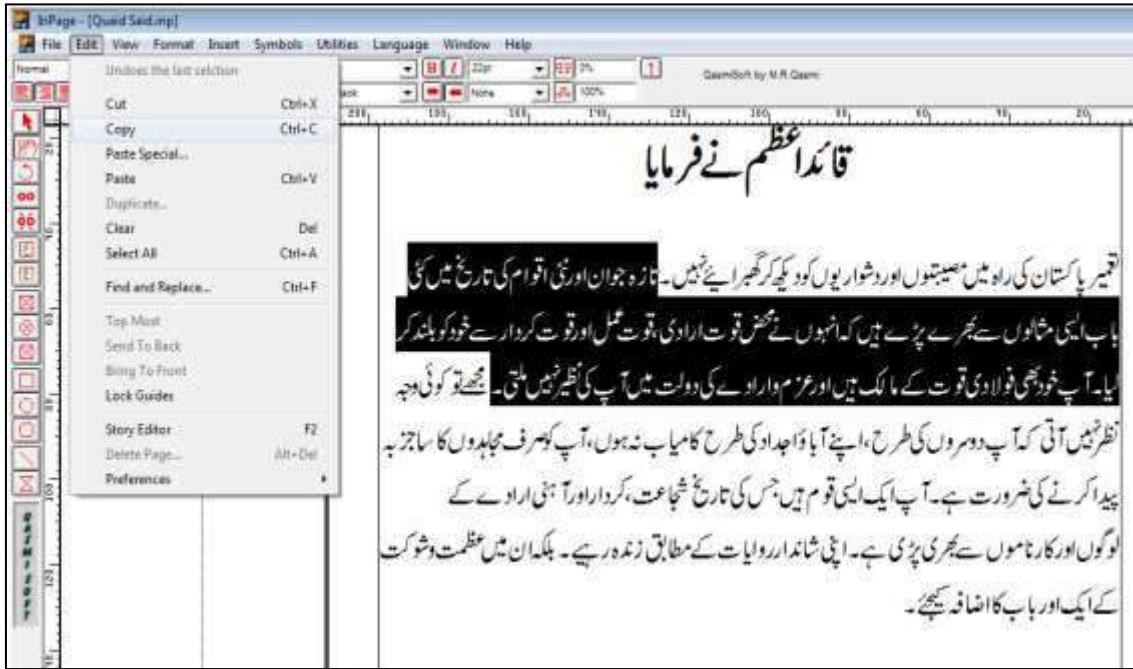 InPage - [Quaid Said.inp]
File Edit View Format Insert Symbols Utilities Language Window Help
Normal
B I 22pt 0% 1 QasmiSoft by M.R.Qasmi
None 100%
Undoes the last selction
Cut Ctrl+X
Copy Ctrl+C
Paste Special...
Paste Ctrl+V
Duplicate...
Clear Del
Select All Ctrl+A
Find and Replace... Ctrl+F
Top Most
Send To Back
Bring To Front
Lock Guides
Story Editor F2
Delete Page... Alt+Del
Preferences
QASMI SOFT
قائداعظم نے فرمایا
تعمیر پاکستان کی راہ میں مصیبتوں اور دشواریوں کو دیکھ کر گھبرائیے نہیں۔ تازہ جوان اور نئی اقوام کی تاریخ میں کئی
باب ایسی مثالوں سے بھرے پڑے ہیں کہ انہوں نے محض قوت ارادی، قوت عمل اور قوت کردار سے خود کو بلند کر
لیا۔ آپ خود بھی فولادی قوت کے مالک ہیں اور عزم و ارادے کی دولت میں آپ کی نظیر نہیں ملتی۔ مجھے تو کوئی وجہ
نظر نہیں آتی کہ آپ دوسروں کی طرح، اپنے آباؤ اجداد کی طرح کامیاب نہ ہوں، آپ کو صرف مجاہدوں کا سا جزبہ
پیدا کرنے کی ضرورت ہے۔ آپ ایک ایسی قوم ہیں جس کی تاریخ شجاعت، کردار اور آہنی ارادے کے
لوگوں اور کارناموں سے بھری پڑی ہے۔ اپنی شاندار روایات کے مطابق زندہ رہیے۔ بلکہ ان میں عظمت و شوکت
کے ایک اور باب کا اضافہ کیجئے۔